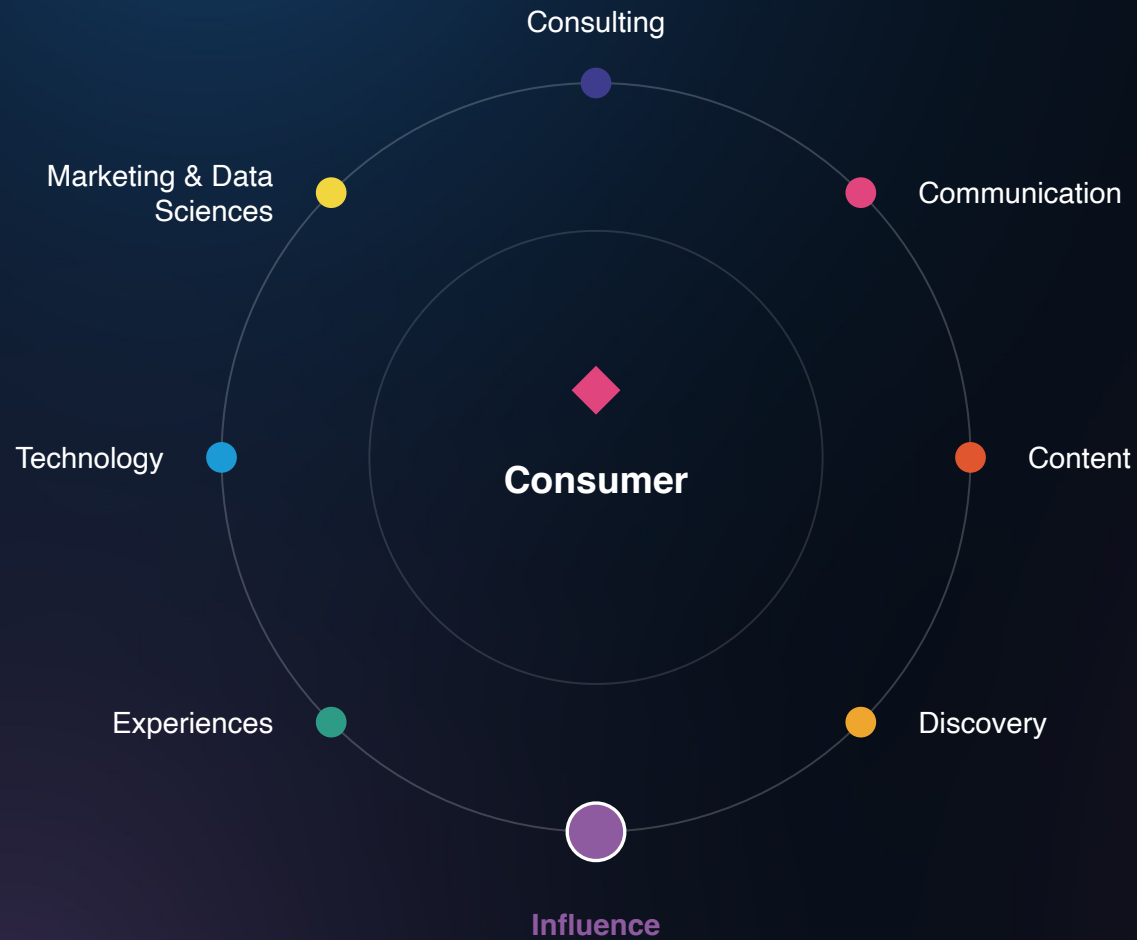 Consulting
Marketing & Data
Sciences
Communication
Technology
Consumer
Content
Experiences
Discovery
Influence